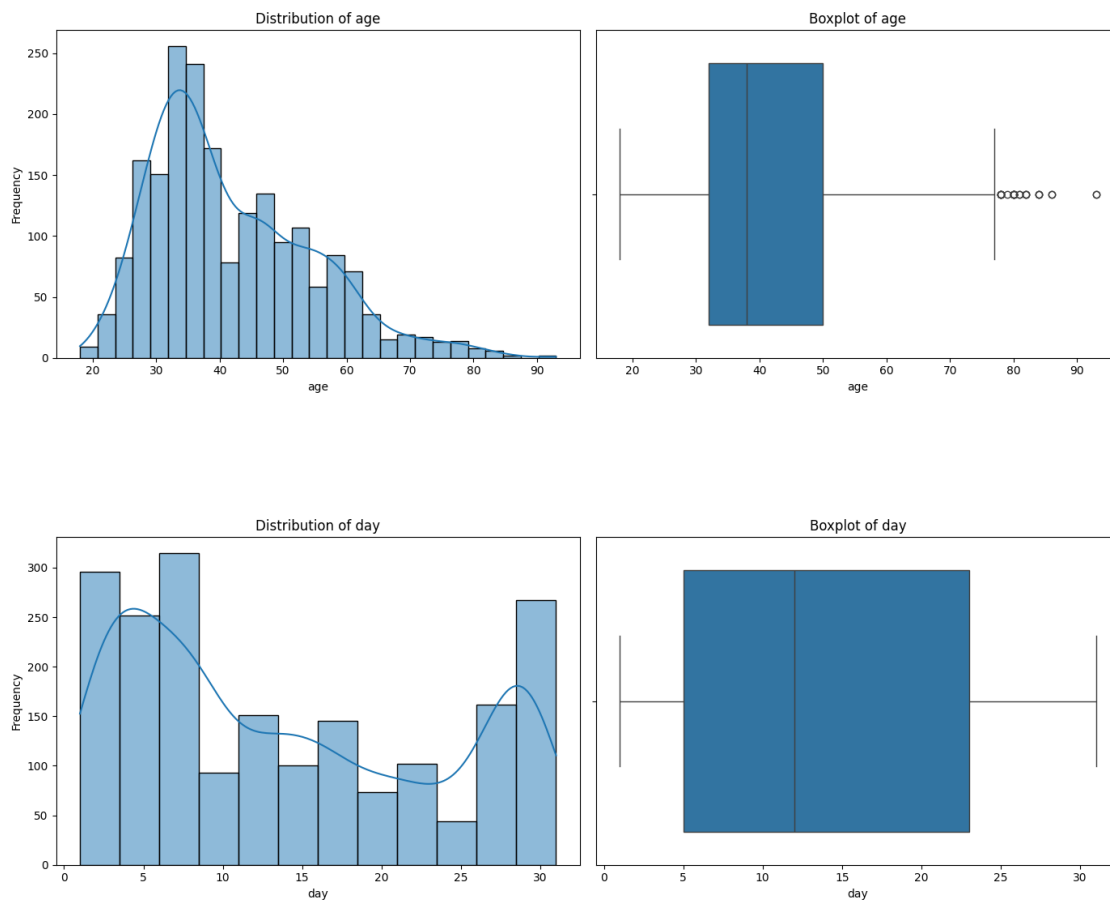 Distribution of age
Frequency
250
200
150
100
50
0
20 30 40 50 60 70 80 90
age
Boxplot of age
20 30 40 50 60 70 80 90
age
Distribution of day
Frequency
300
250
200
150
100
50
0
0 5 10 15 20 25 30
day
Boxplot of day
0 5 10 15 20 25 30
day